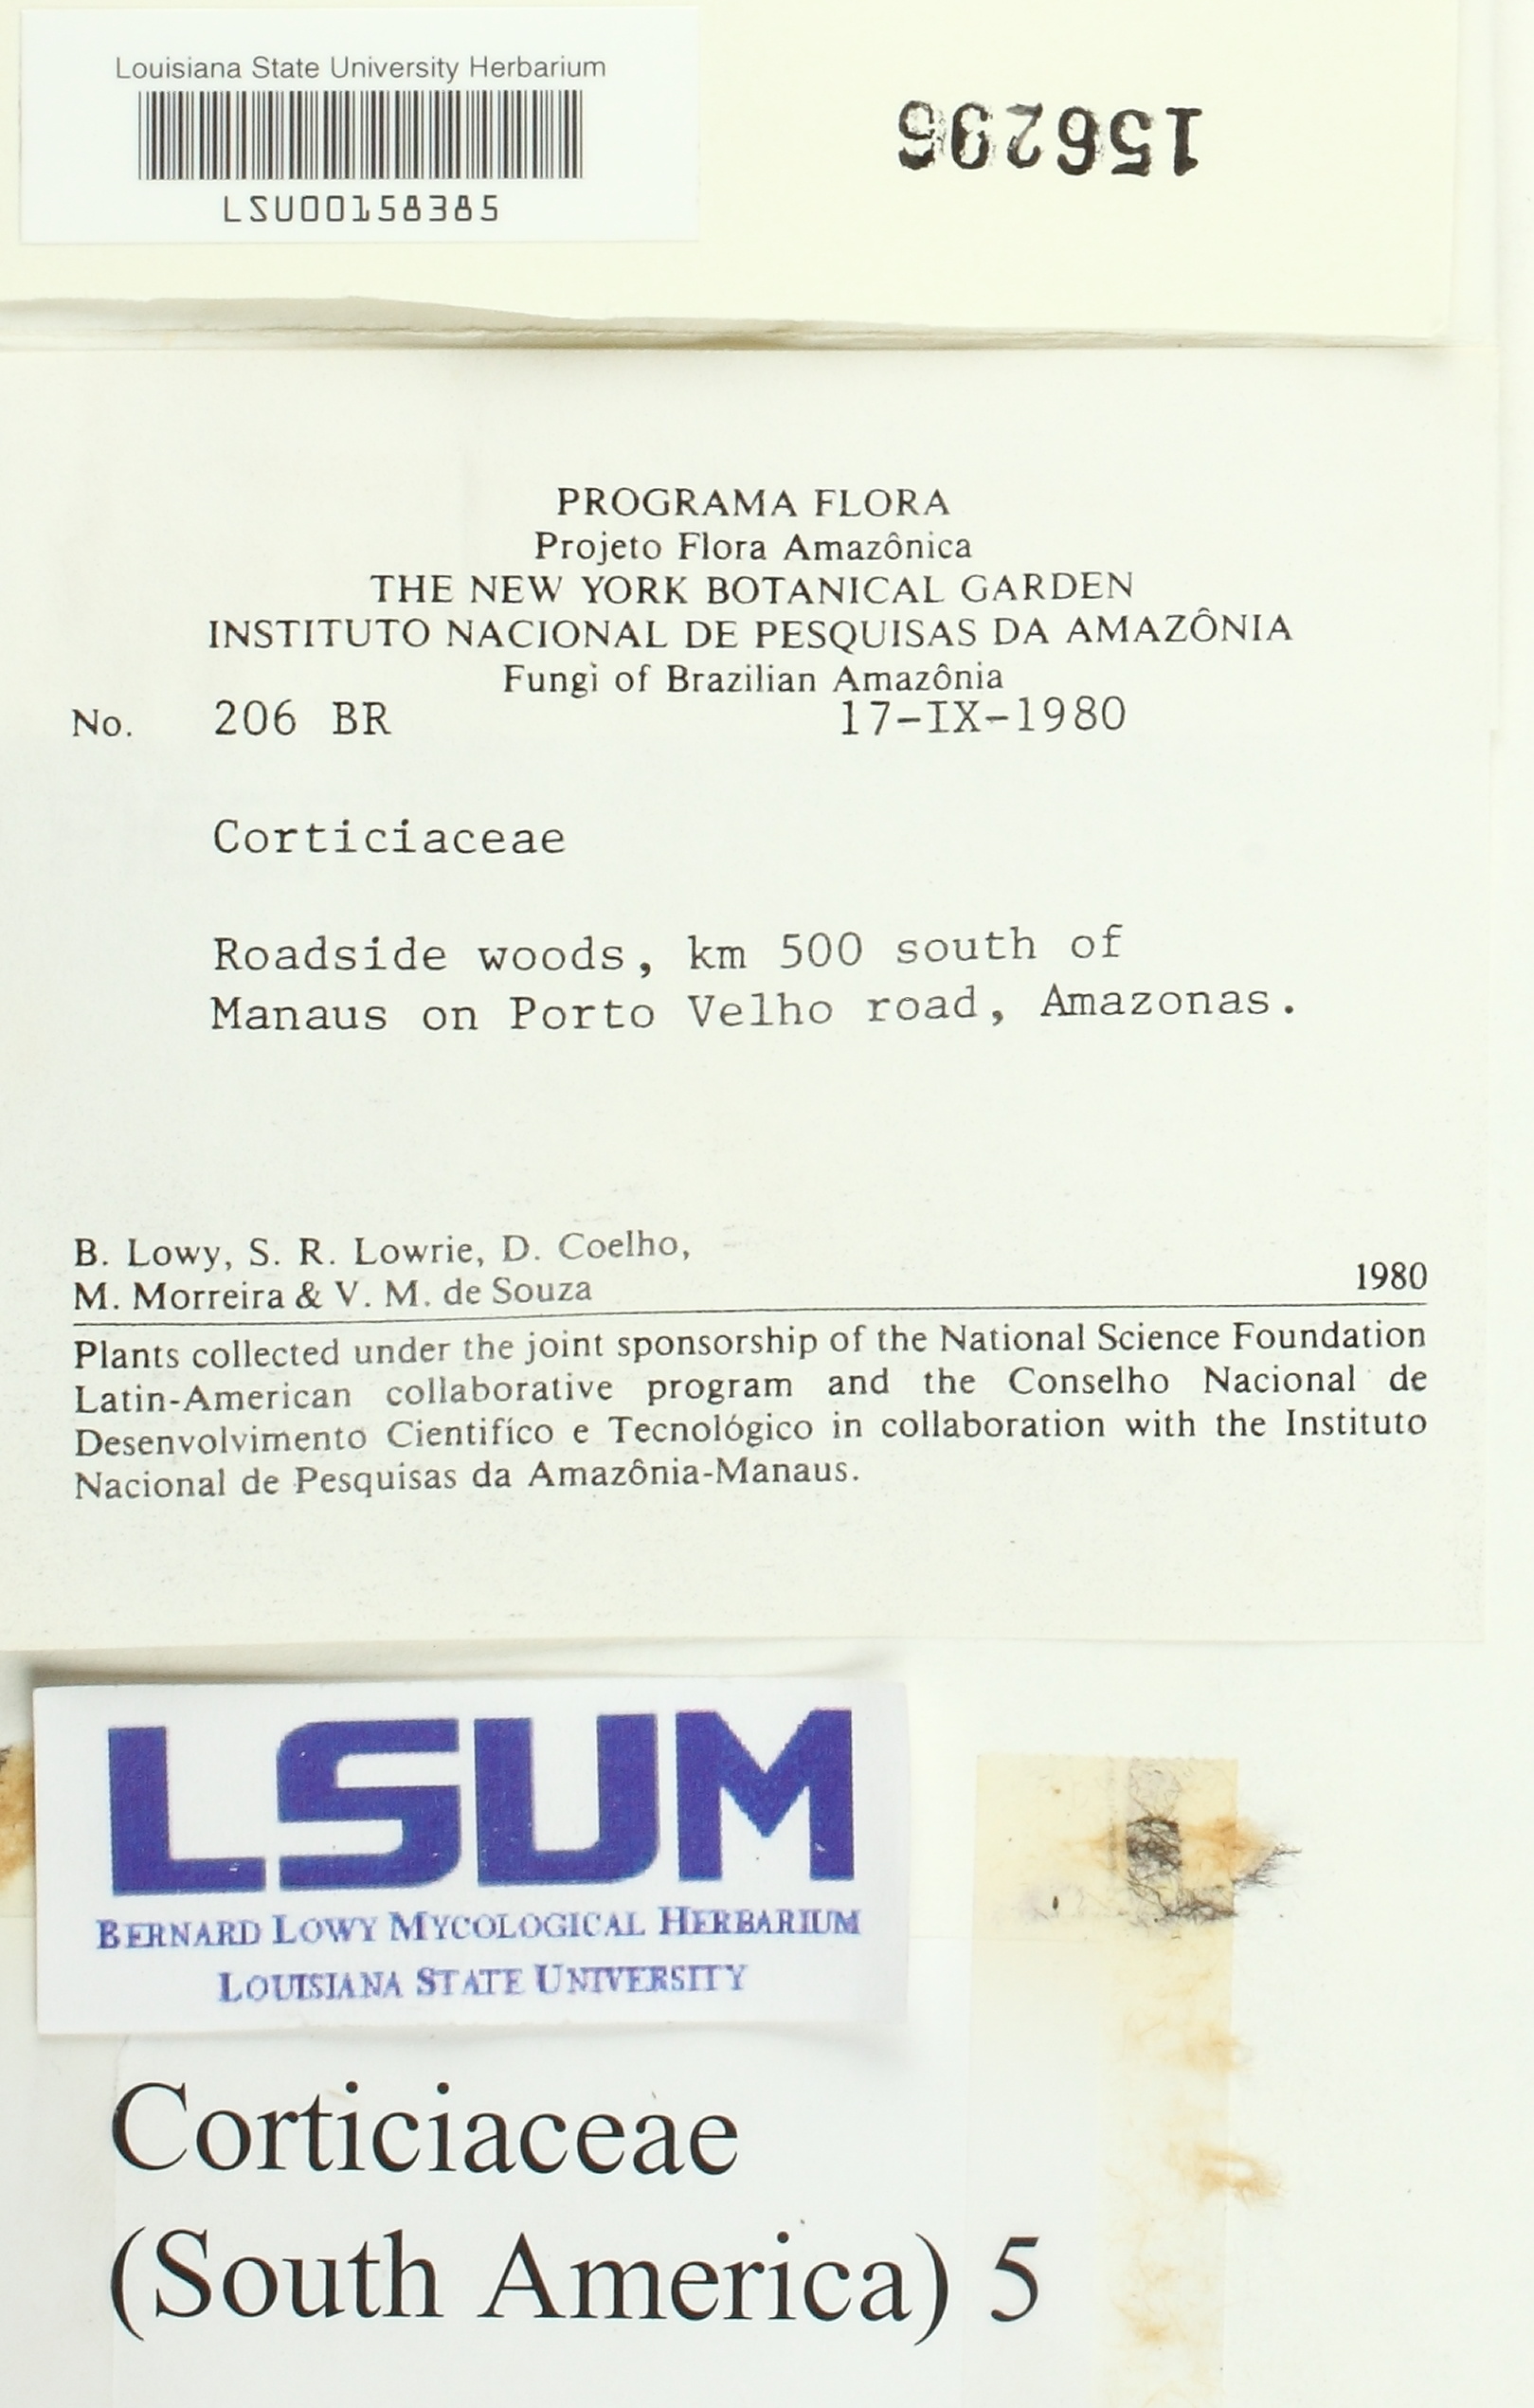 Louisiana State University Herbarium
LSU00158385
156296
PROGRAMA FLORA
Projeto Flora Amazônica
THE NEW YORK BOTANICAL GARDEN
INSTITUTO NACIONAL DE PESQUISAS DA AMAZÔNIA
Fungi of Brazilian Amazônia
No. 206 BR 17-IX-1980
Corticiaceae
Roadside woods, km 500 south of
Manaus on Porto Velho road, Amazonas.
B. Lowy, S. R. Lowrie, D. Coelho,
M. Morreira & V. M. de Souza 1980
Plants collected under the joint sponsorship of the National Science Foundation
Latin-American collaborative program and the Conselho Nacional de
Desenvolvimento Cientifíco e Tecnológico in collaboration with the Instituto
Nacional de Pesquisas da Amazônia-Manaus.
LSUM
BERNARD LOWY MYCOLOGICAL HERBARIUM
LOUISIANA STATE UNIVERSITY
Corticiaceae
(South America) 5